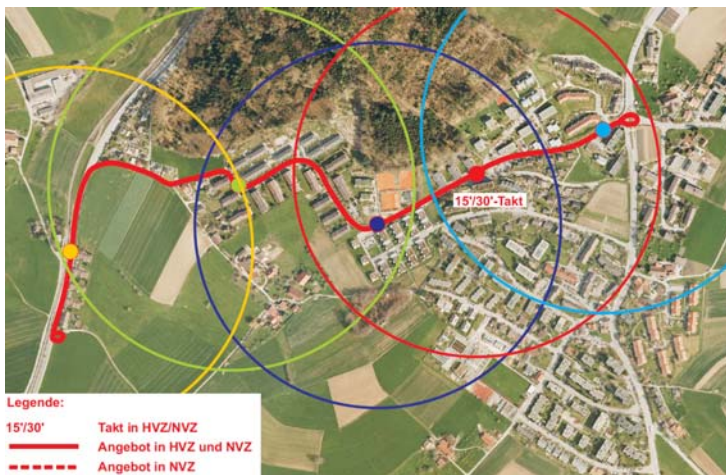 15'/30'-Takt
Legende:
15'/30' Takt in HVZ/NVZ
Angebot in HVZ und NVZ
Angebot in NVZ